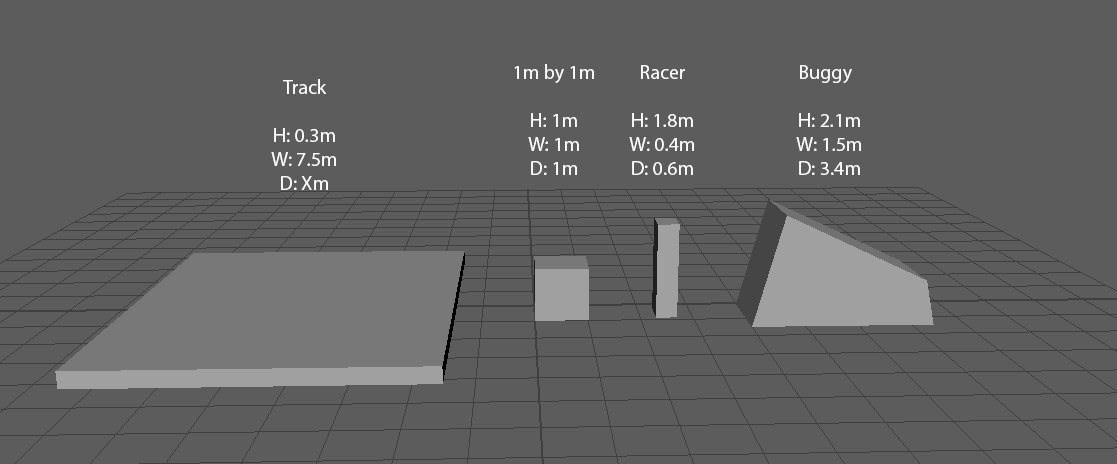 Track
H: 0.3m
W: 7.5m
D: Xm
1m by 1m
H: 1m
W: 1m
D: 1m
Racer
H: 1.8m
W: 0.4m
D: 0.6m
Buggy
H: 2.1m
W: 1.5m
D: 3.4m